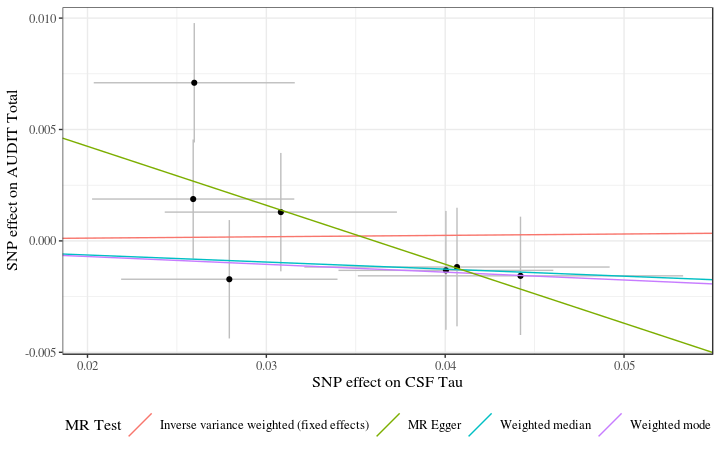 0.010
0.005
0.000
-0.005
SNP effect on AUDIT Total
0.02 0.03 0.04 0.05
SNP effect on CSF Tau
MR Test Inverse variance weighted (fixed effects) MR Egger Weighted median Weighted mode